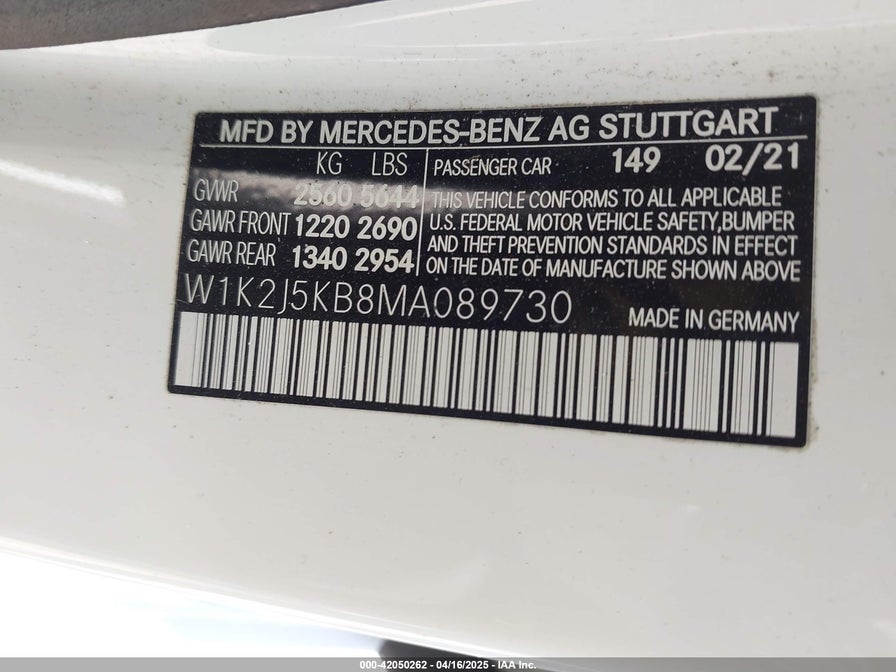 MFD BY MERCEDES-BENZ AG STUTTGART
KG LBS
GVWR 2560 5644
GAWR FRONT 1220 2690
GAWR REAR 1340 2954
PASSENGER CAR 149 02/21
THIS VEHICLE CONFORMS TO ALL APPLICABLE
U.S. FEDERAL MOTOR VEHICLE SAFETY,BUMPER
AND THEFT PREVENTION STANDARDS IN EFFECT
ON THE DATE OF MANUFACTURE SHOWN ABOVE
W1K2J5KB8MA089730
MADE IN GERMANY
000-42050262 - 04/16/2025 - IAA Inc.